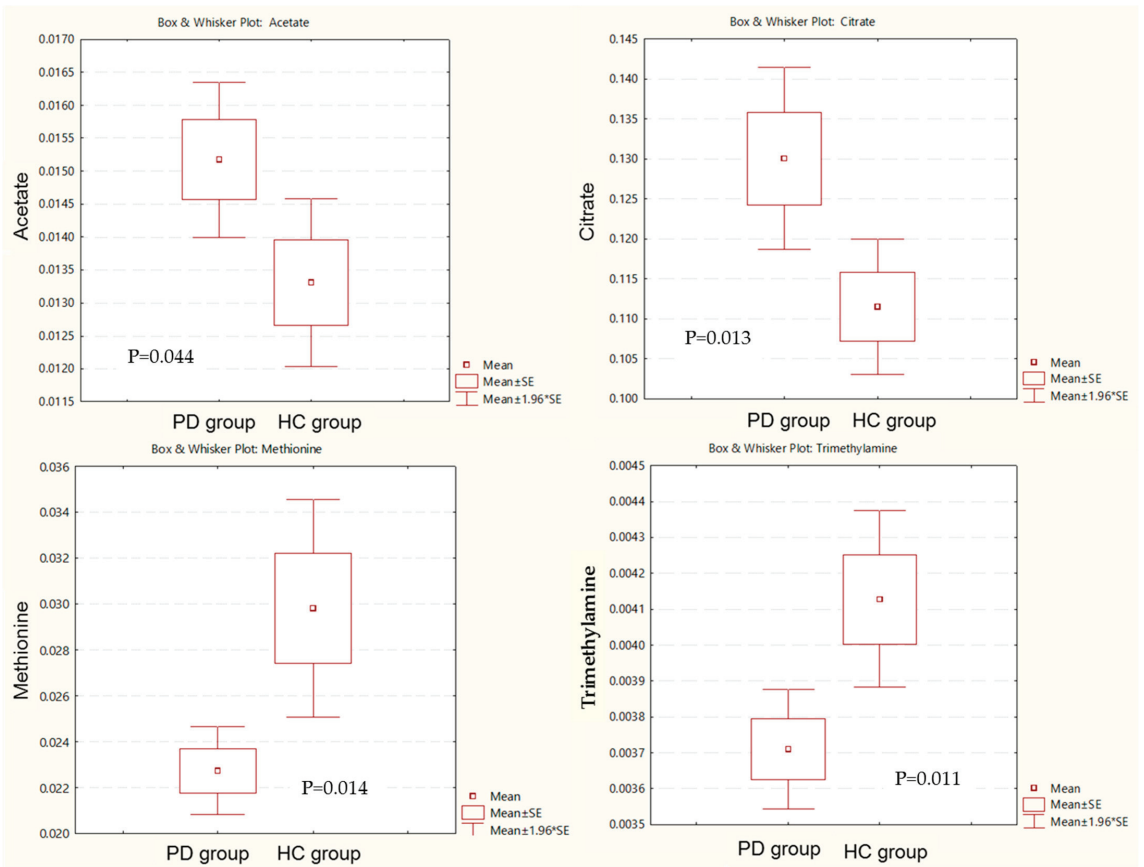 Box & Whisker Plot: Acetate
0.0170
0.0165
0.0160
0.0155
0.0150
0.0145
0.0140
0.0135
0.0130
0.0125
0.0120
0.0115
Acetate
P=0.044
PD group HC group
Mean
Mean±SE
Mean±1.96*SE
Box & Whisker Plot: Citrate
0.145
0.140
0.135
0.130
0.125
0.120
0.115
0.110
0.105
0.100
Citrate
P=0.013
PD group HC group
Mean
Mean±SE
Mean±1.96*SE
Box & Whisker Plot: Methionine
0.036
0.034
0.032
0.030
0.028
0.026
0.024
0.022
0.020
Methionine
P=0.014
PD group HC group
Mean
Mean±SE
Mean±1.96*SE
Box & Whisker Plot: Trimethylamine
0.0045
0.0044
0.0043
0.0042
0.0041
0.0040
0.0039
0.0038
0.0037
0.0036
0.0035
Trimethylamine
P=0.011
PD group HC group
Mean
Mean±SE
Mean±1.96*SE